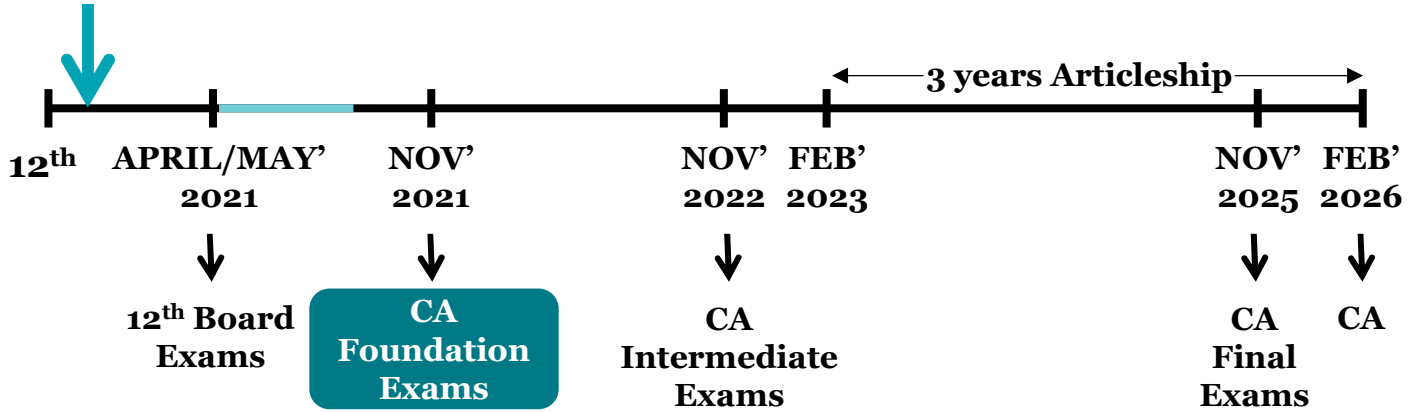 3 years Articleship
12th
APRIL/MAY’
2021
NOV’
2021
NOV’
2022
FEB’
2023
NOV’
2025
FEB’
2026
12th Board
Exams
CA
Foundation
Exams
CA
Intermediate
Exams
CA
Final
Exams
CA